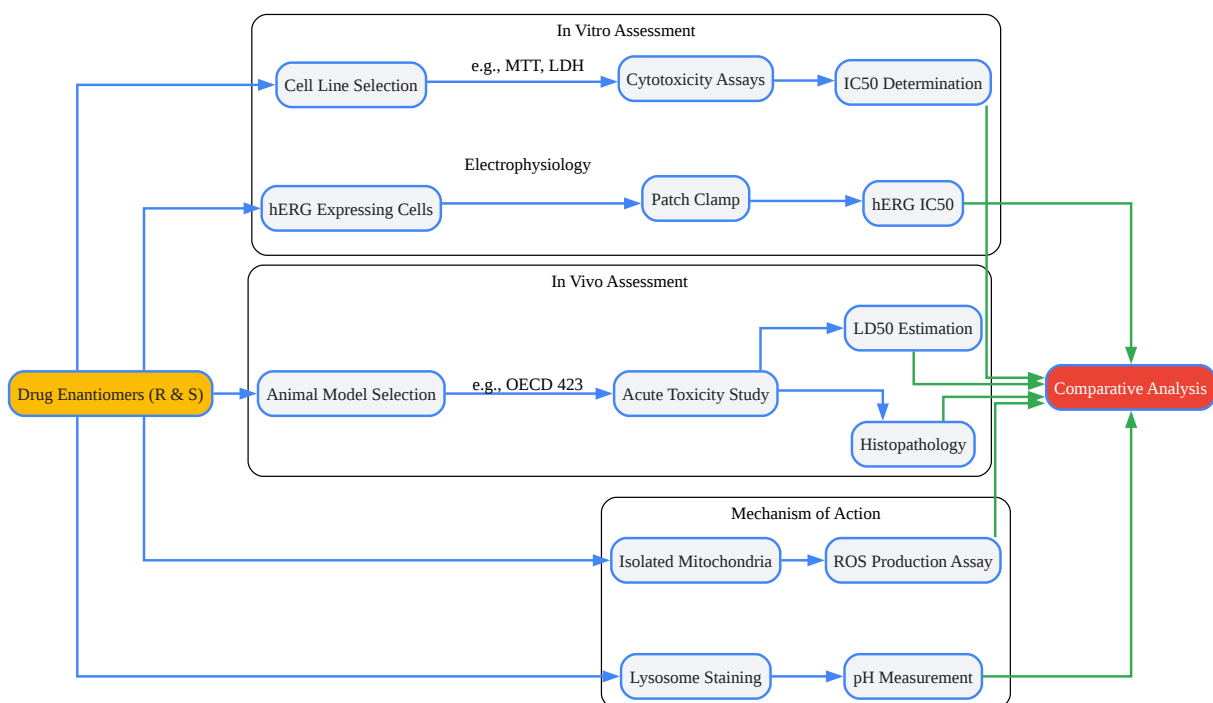 In Vitro Assessment
Cell Line Selection
e.g., MTT, LDH
Cytotoxicity Assays
IC50 Determination
Electrophysiology
hERG Expressing Cells
Patch Clamp
hERG IC50
In Vivo Assessment
LD50 Estimation
Drug Enantiomers (R & S)
Animal Model Selection
e.g., OECD 423
Acute Toxicity Study
Comparative Analysis
Histopathology
Mechanism of Action
Isolated Mitochondria
ROS Production Assay
Lysosome Staining
pH Measurement